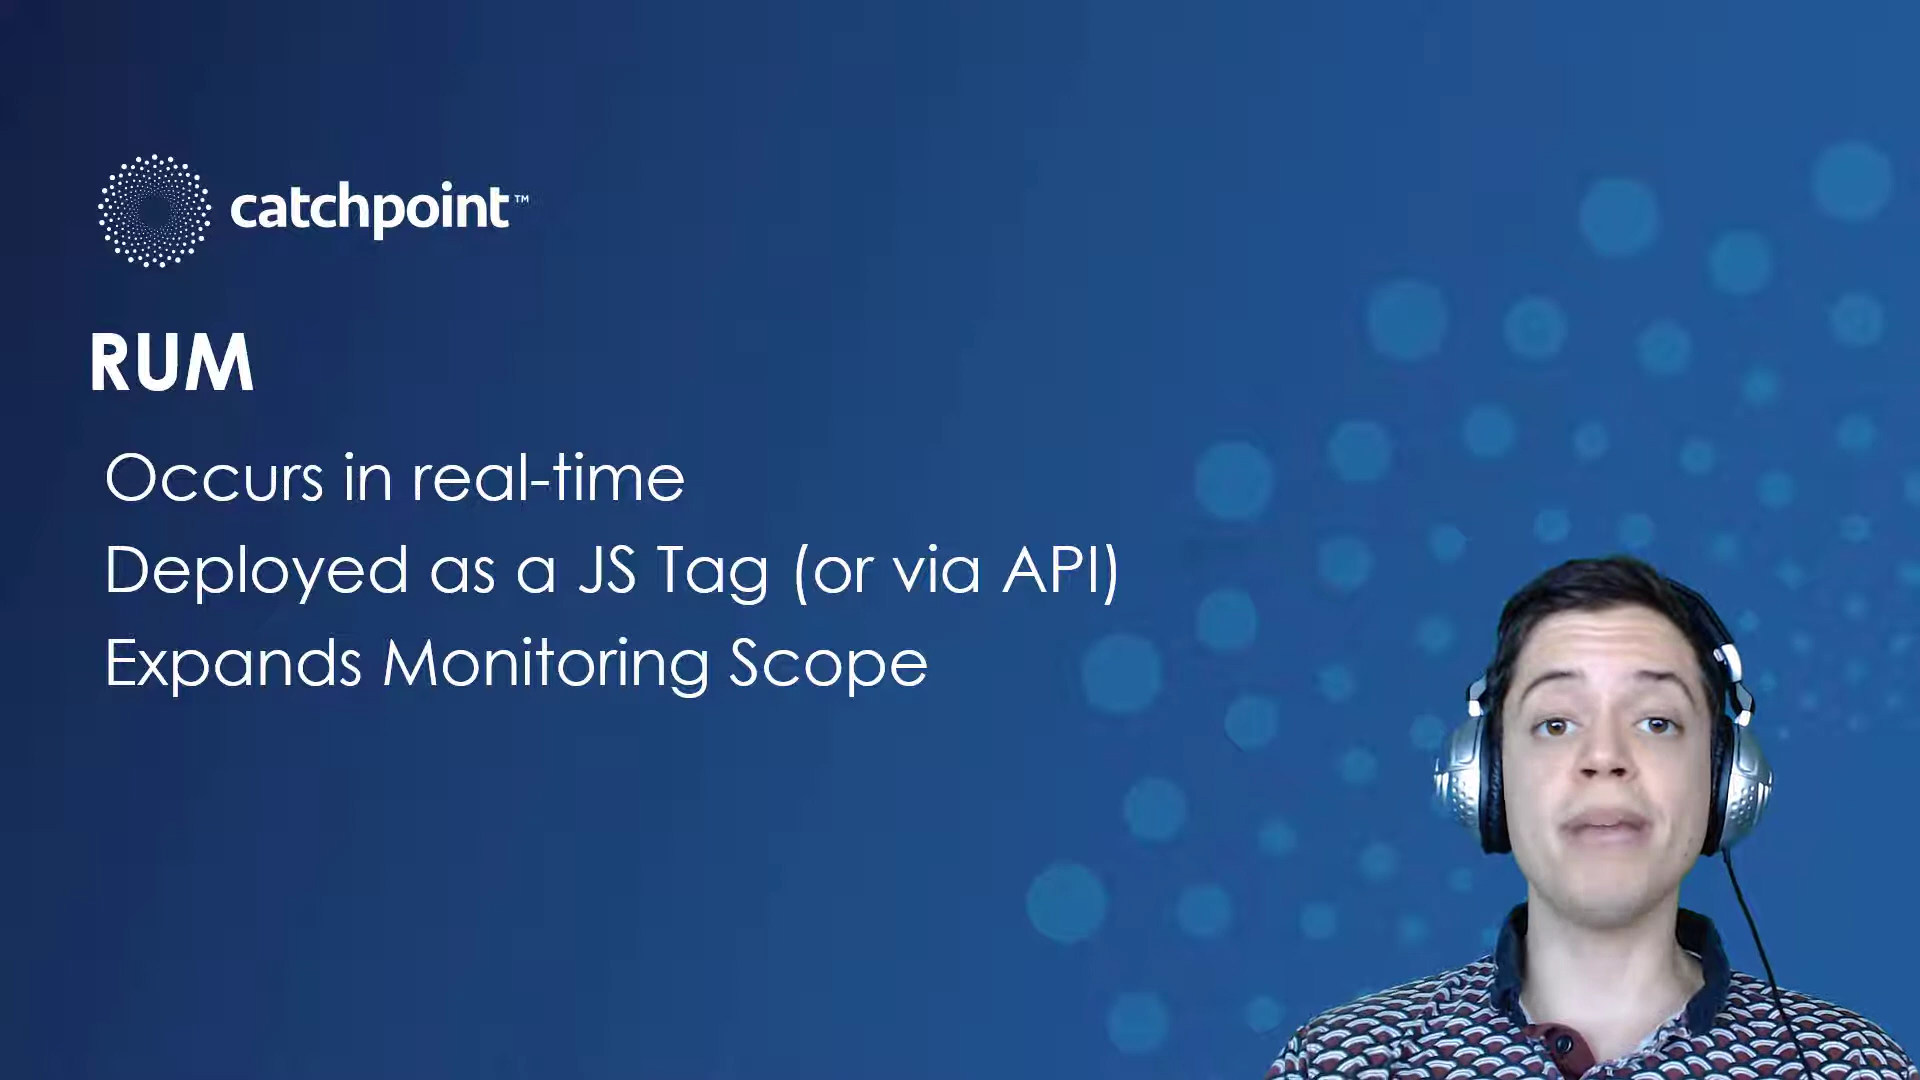 catchpoint™
RUM
Occurs in real-time
Deployed as a JS Tag (or via API)
Expands Monitoring Scope